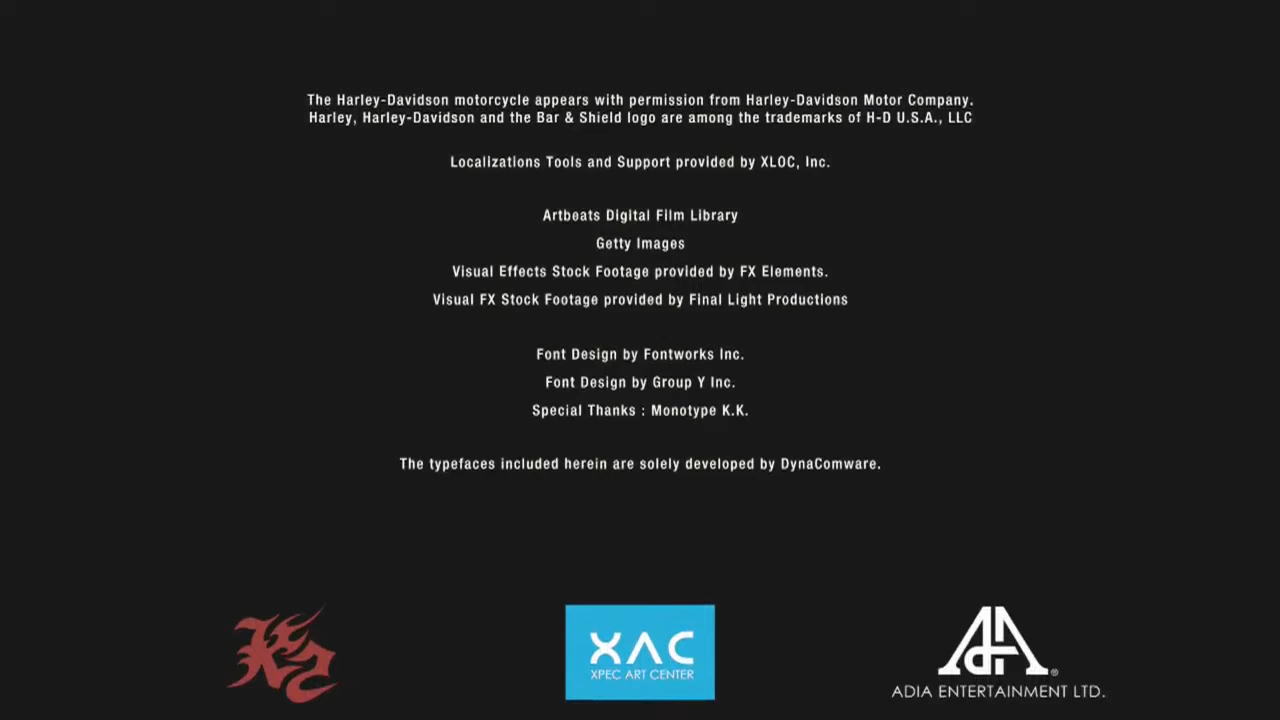 The Harley-Davidson motorcycle appears with permission from Harley-Davidson Motor Company.
Harley, Harley-Davidson and the Bar & Shield logo are among the trademarks of H-D U.S.A., LLC
Localizations Tools and Support provided by XLOC, Inc.
Artbeats Digital Film Library
Getty Images
Visual Effects Stock Footage provided by FX Elements.
Visual FX Stock Footage provided by Final Light Productions
Font Design by Fontworks Inc.
Font Design by Group Y Inc.
Special Thanks : Monotype K.K.
The typefaces included herein are solely developed by DynaComware.
XAC
XPEC ART CENTER
®
ADIA ENTERTAINMENT LTD.